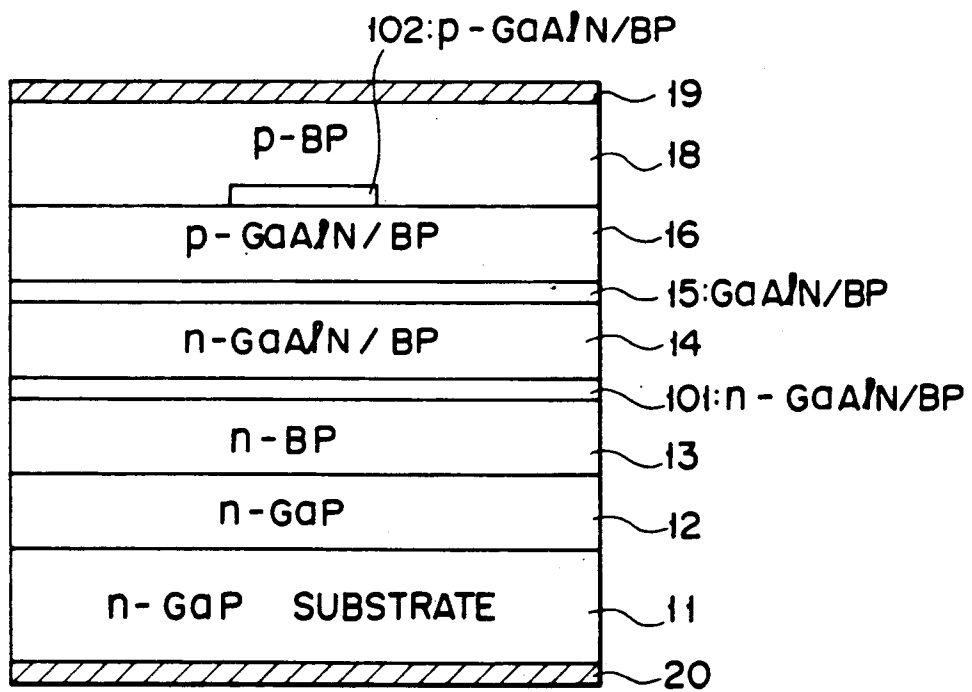 102:p-GaAlN/BP
19
p-BP
18
p-GaAlN/BP
16
15:GaAlN/BP
n-GaAlN/BP
14
101:n-GaAlN/BP
n-BP
13
n-GaP
12
n-GaP SUBSTRATE
11
20